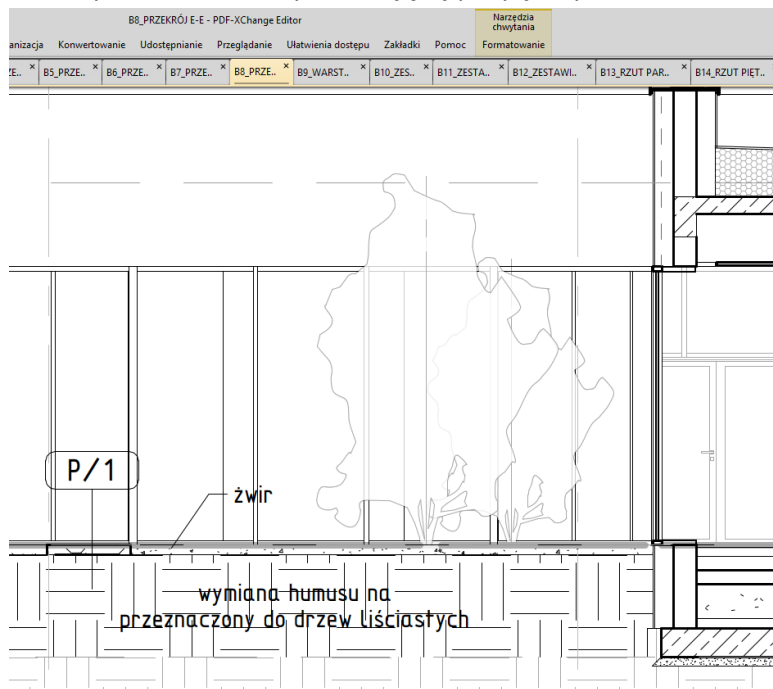 B8_PRZEKRÓJ E-E - PDF-XChange Editor
Narzędzia
chwytania
anizacja Konwertowanie Udostępnianie Przeglądanie Ułatwienia dostępu Zakładki Pomoc Formatowanie
ZE.. × B5_PRZE.. × B6_PRZE.. × B7_PRZE.. × B8_PRZE.. × B9_WARST.. × B10_ZES.. × B11_ZESTA.. × B12_ZESTAWI.. × B13_RZUT PAR.. × B14_RZUT PIĘT..
P/1
żwir
wymiana humusu na
przeznaczony do drzew liściastych